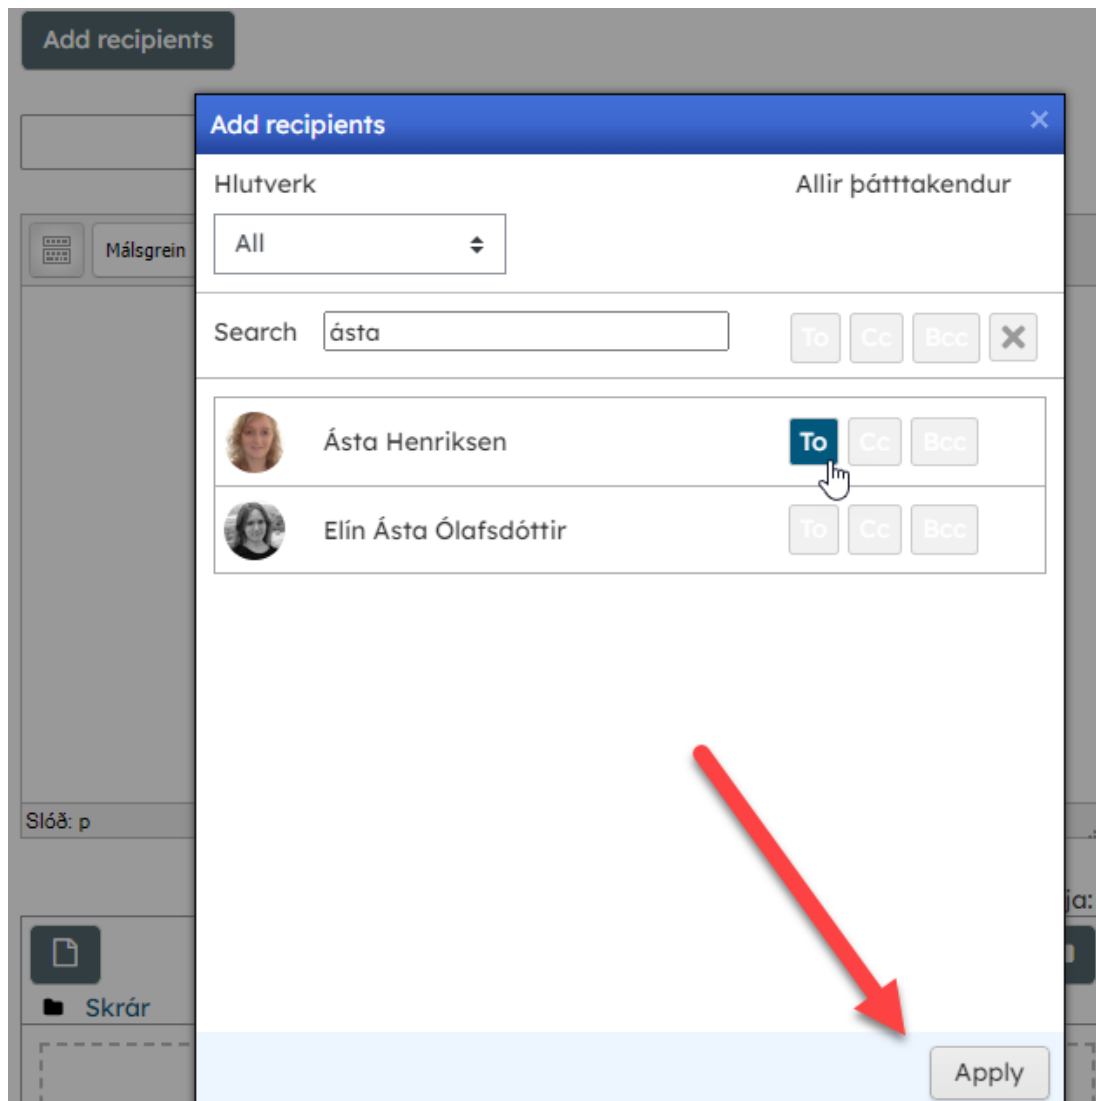 Add recipients
Add recipients
Hlutverk Allir þátttakendur
All
Málsgrein
Search ásta To Cc Bcc
Ásta Henriksen To Cc Bcc
Elín Ásta Ólafsdóttir To Cc Bcc
Slóð: p
ja:
Skrár
Apply